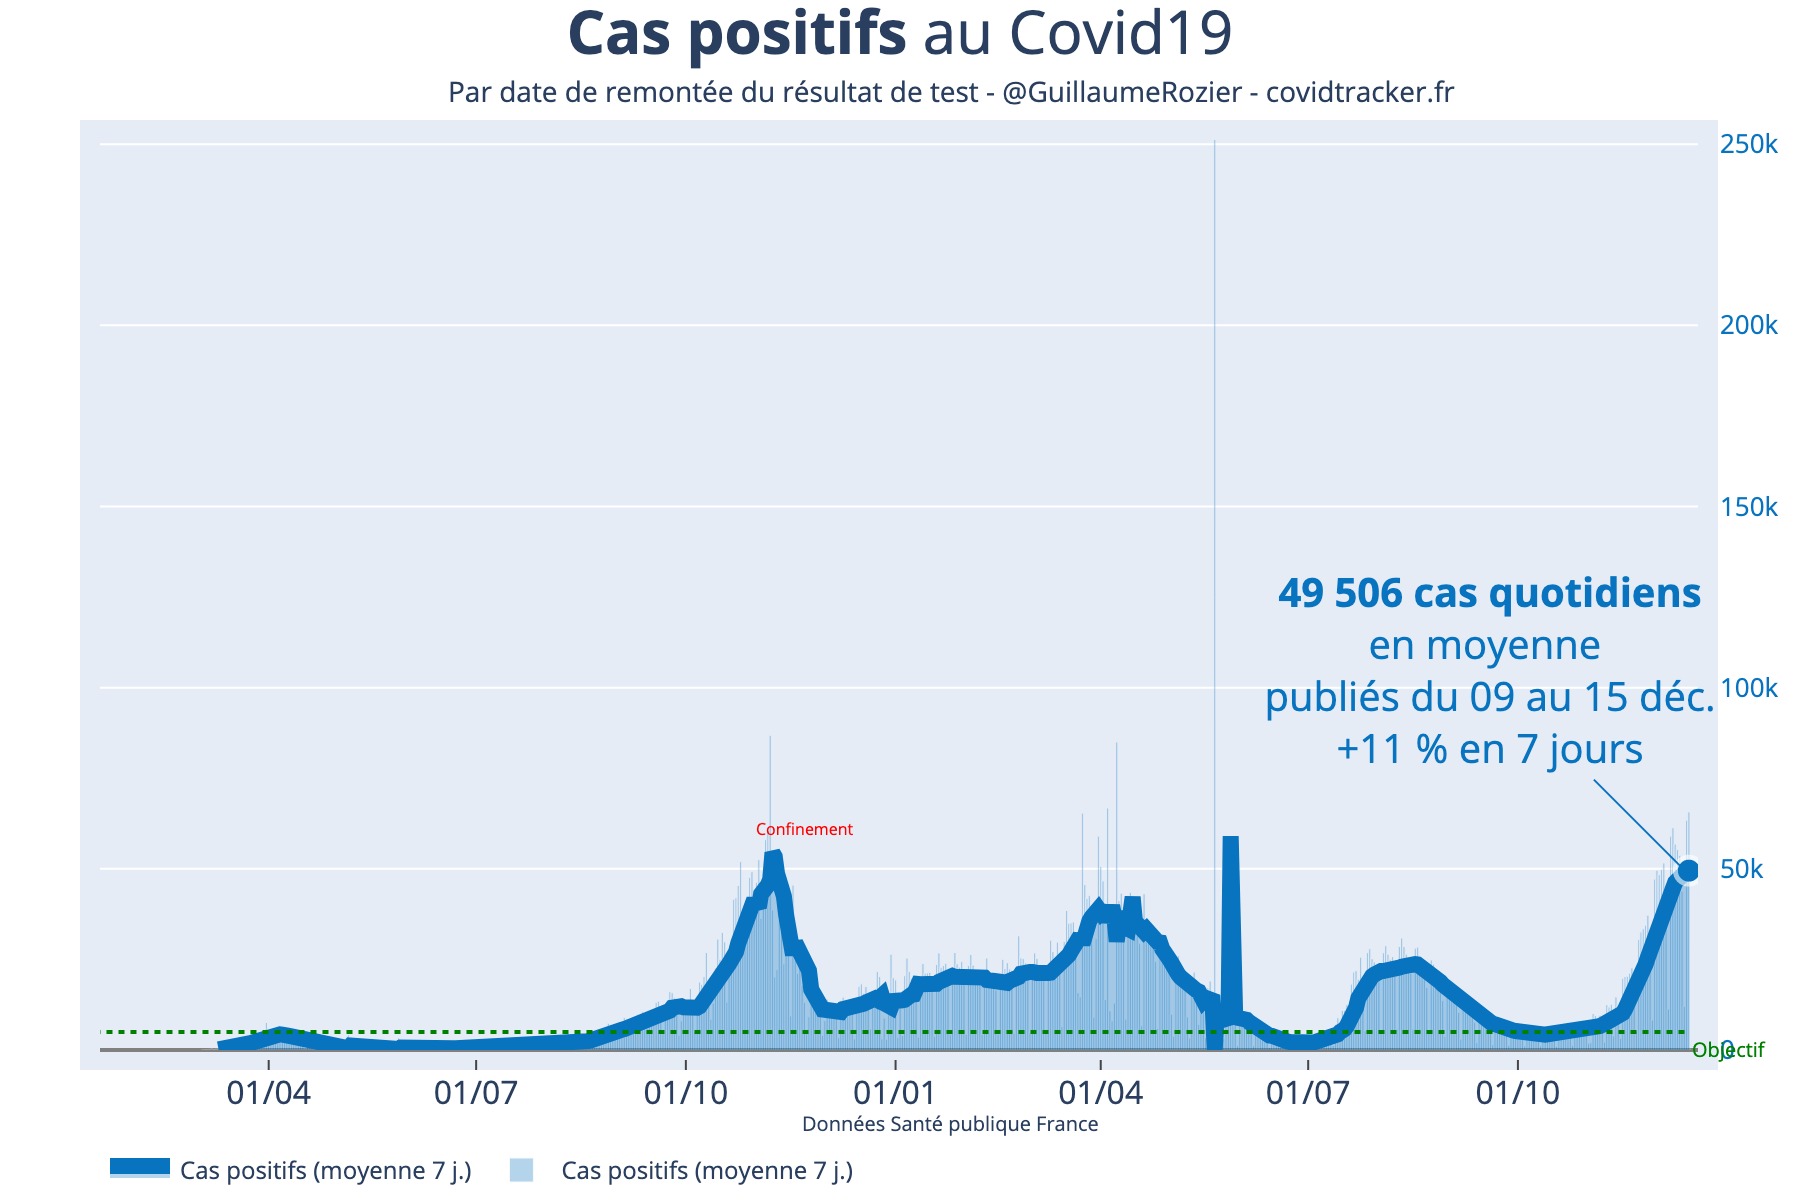 Cas positifs au Covid19
Par date de remontée du résultat de test - @GuillaumeRozier - covidtracker.fr
250k
200k
150k
49 506 cas quotidiens
en moyenne
publiés du 09 au 15 déc.
100k
+11 % en 7 jours
Confinement
50k
0
Objectif
01/04 01/07 01/10 01/01 01/04 01/07 01/10
Données Santé publique France
Cas positifs (moyenne 7 j.) Cas positifs (moyenne 7 j.)